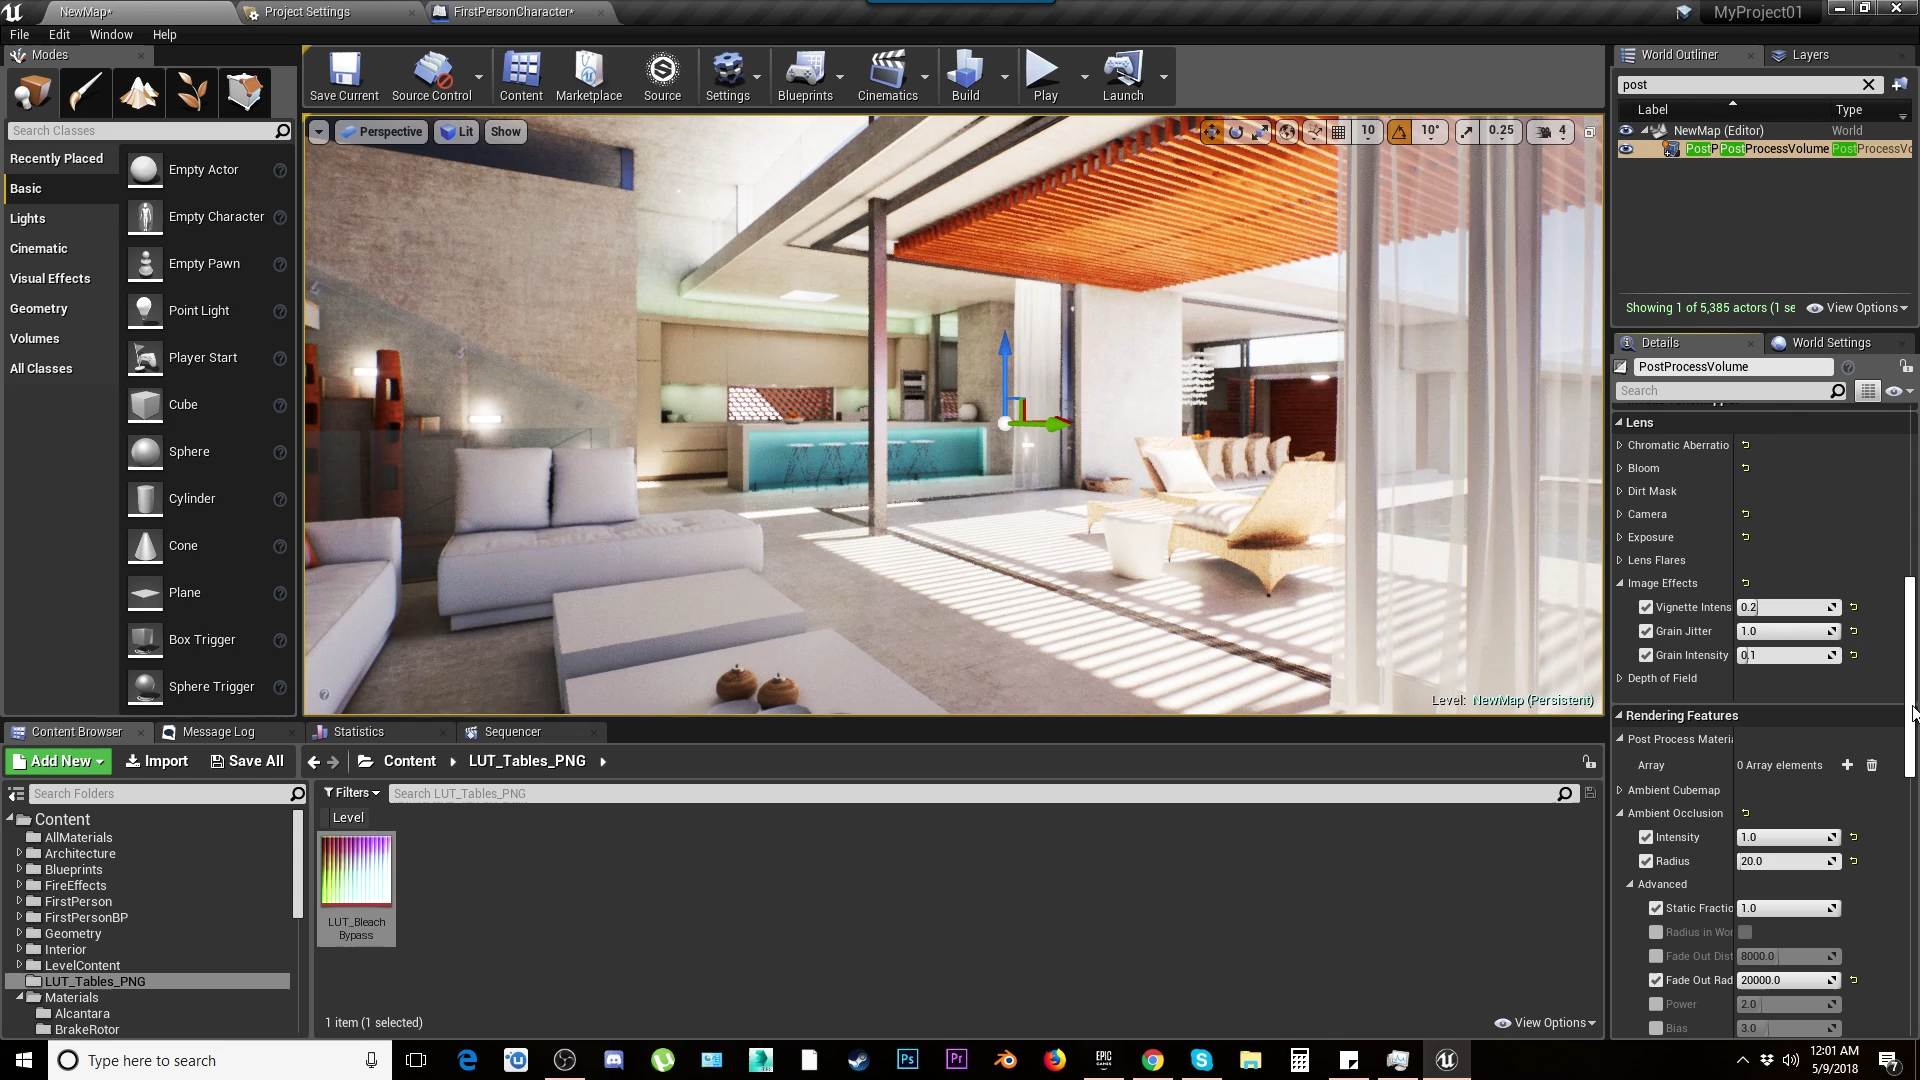 NewMap*
Project Settings
FirstPersonCharacter*
MyProject01
File Edit Window Help
Modes
Save Current
Source Control
Content
Marketplace
Source
Settings
Blueprints
Cinematics
Build
Play
Launch
Search Classes
Recently Placed
Basic
Lights
Cinematic
Visual Effects
Geometry
Volumes
All Classes
Empty Actor
Empty Character
Empty Pawn
Point Light
Player Start
Cube
Sphere
Cylinder
Cone
Plane
Box Trigger
Sphere Trigger
Perspective
Lit
Show
10
10°
0.25
4
Level: NewMap (Persistent)
World Outliner
Layers
post
Label
Type
NewMap (Editor)
World
PostP PostProcessVolume PostProcessVo
Showing 1 of 5,385 actors (1 se
View Options
Details
World Settings
PostProcessVolume
Search
Lens
Chromatic Aberratio
Bloom
Dirt Mask
Camera
Exposure
Lens Flares
Image Effects
Vignette Intens 0.2
Grain Jitter 1.0
Grain Intensity 0.1
Depth of Field
Rendering Features
Post Process Materi
Array 0 Array elements
Ambient Cubemap
Ambient Occlusion
Intensity 1.0
Radius 20.0
Advanced
Static Fractio 1.0
Radius in Wor
Fade Out Dist 8000.0
Fade Out Rad 20000.0
Power 2.0
Bias 3.0
Content Browser
Message Log
Statistics
Sequencer
Add New
Import
Save All
Content
LUT_Tables_PNG
Search Folders
Filters
Search LUT_Tables_PNG
Level
Content
AllMaterials
Architecture
Blueprints
FireEffects
FirstPerson
FirstPersonBP
Geometry
Interior
LevelContent
LUT_Tables_PNG
Materials
Alcantara
BrakeRotor
LUT_Bleach
Bypass
1 item (1 selected)
View Options
Type here to search
Ps
Pr
EPIC
GAMES
12:01 AM
5/9/2018
7